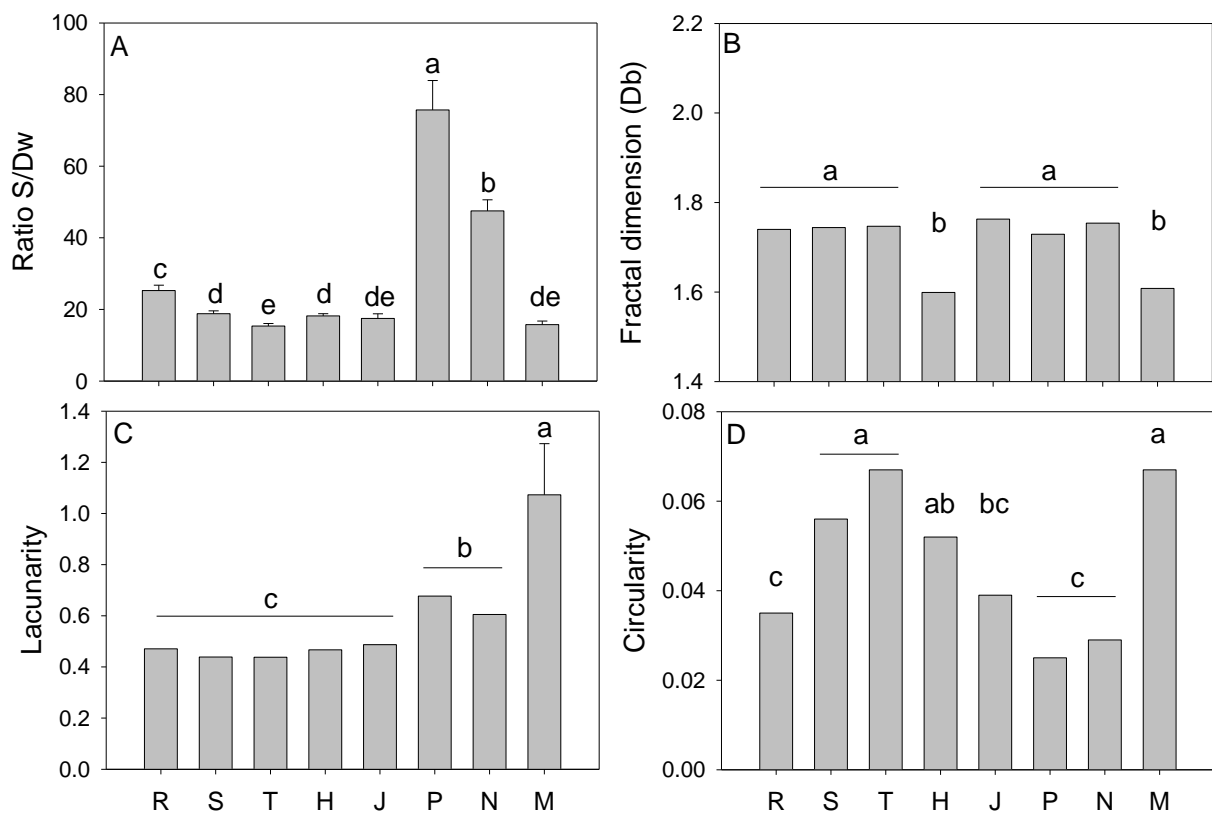 A
Ratio S/Dw
100
80
60
40
20
0
c
d
e
d
de
a
b
de
B
Fractal dimension (Db)
2.2
2.0
1.8
1.6
1.4
a
b
a
b
C
Lacunarity
1.4
1.2
1.0
0.8
0.6
0.4
0.2
0.0
c
b
a
R S T H J P N M
D
Circularity
0.08
0.06
0.04
0.02
0.00
c
a
ab
bc
c
a
R S T H J P N M